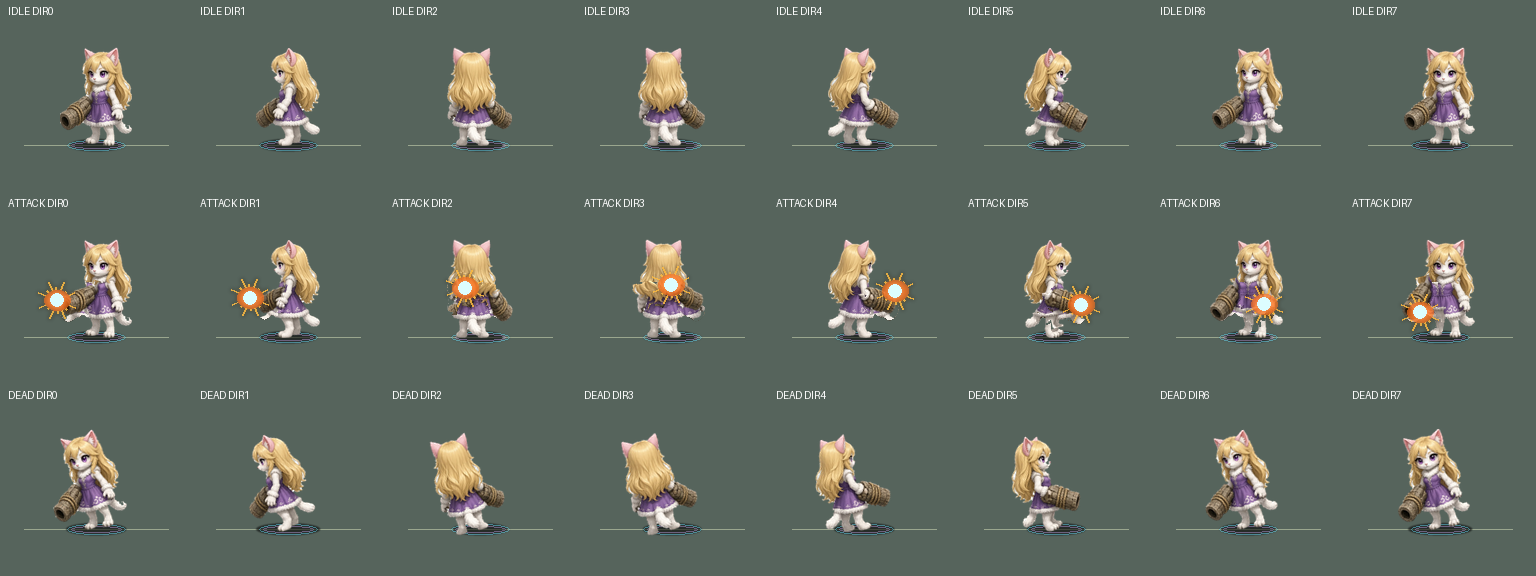 IDLE DIR0 IDLE DIR1 IDLE DIR2 IDLE DIR3 IDLE DIR4 IDLE DIR5 IDLE DIR6 IDLE DIR7
ATTACK DIR0 ATTACK DIR1 ATTACK DIR2 ATTACK DIR3 ATTACK DIR4 ATTACK DIR5 ATTACK DIR6 ATTACK DIR7
DEAD DIR0 DEAD DIR1 DEAD DIR2 DEAD DIR3 DEAD DIR4 DEAD DIR5 DEAD DIR6 DEAD DIR7